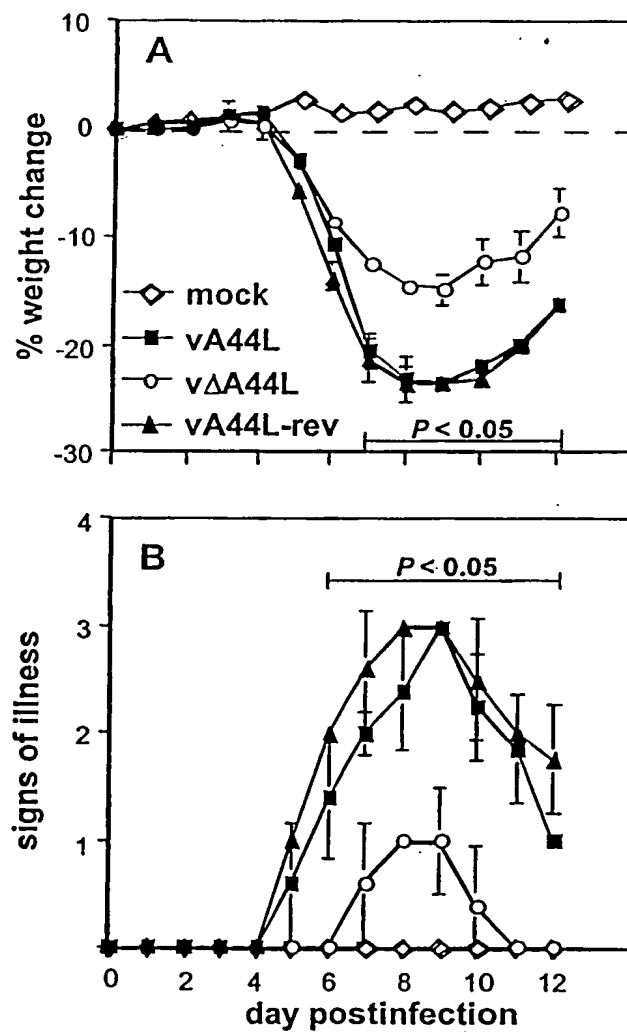 10
A
0
-10
-20
-30
% weight change
mock
vA44L
vΔA44L
vA44L-rev
P < 0.05
4
B
P < 0.05
3
2
1
signs of illness
0 2 4 6 8 10 12
day postinfection